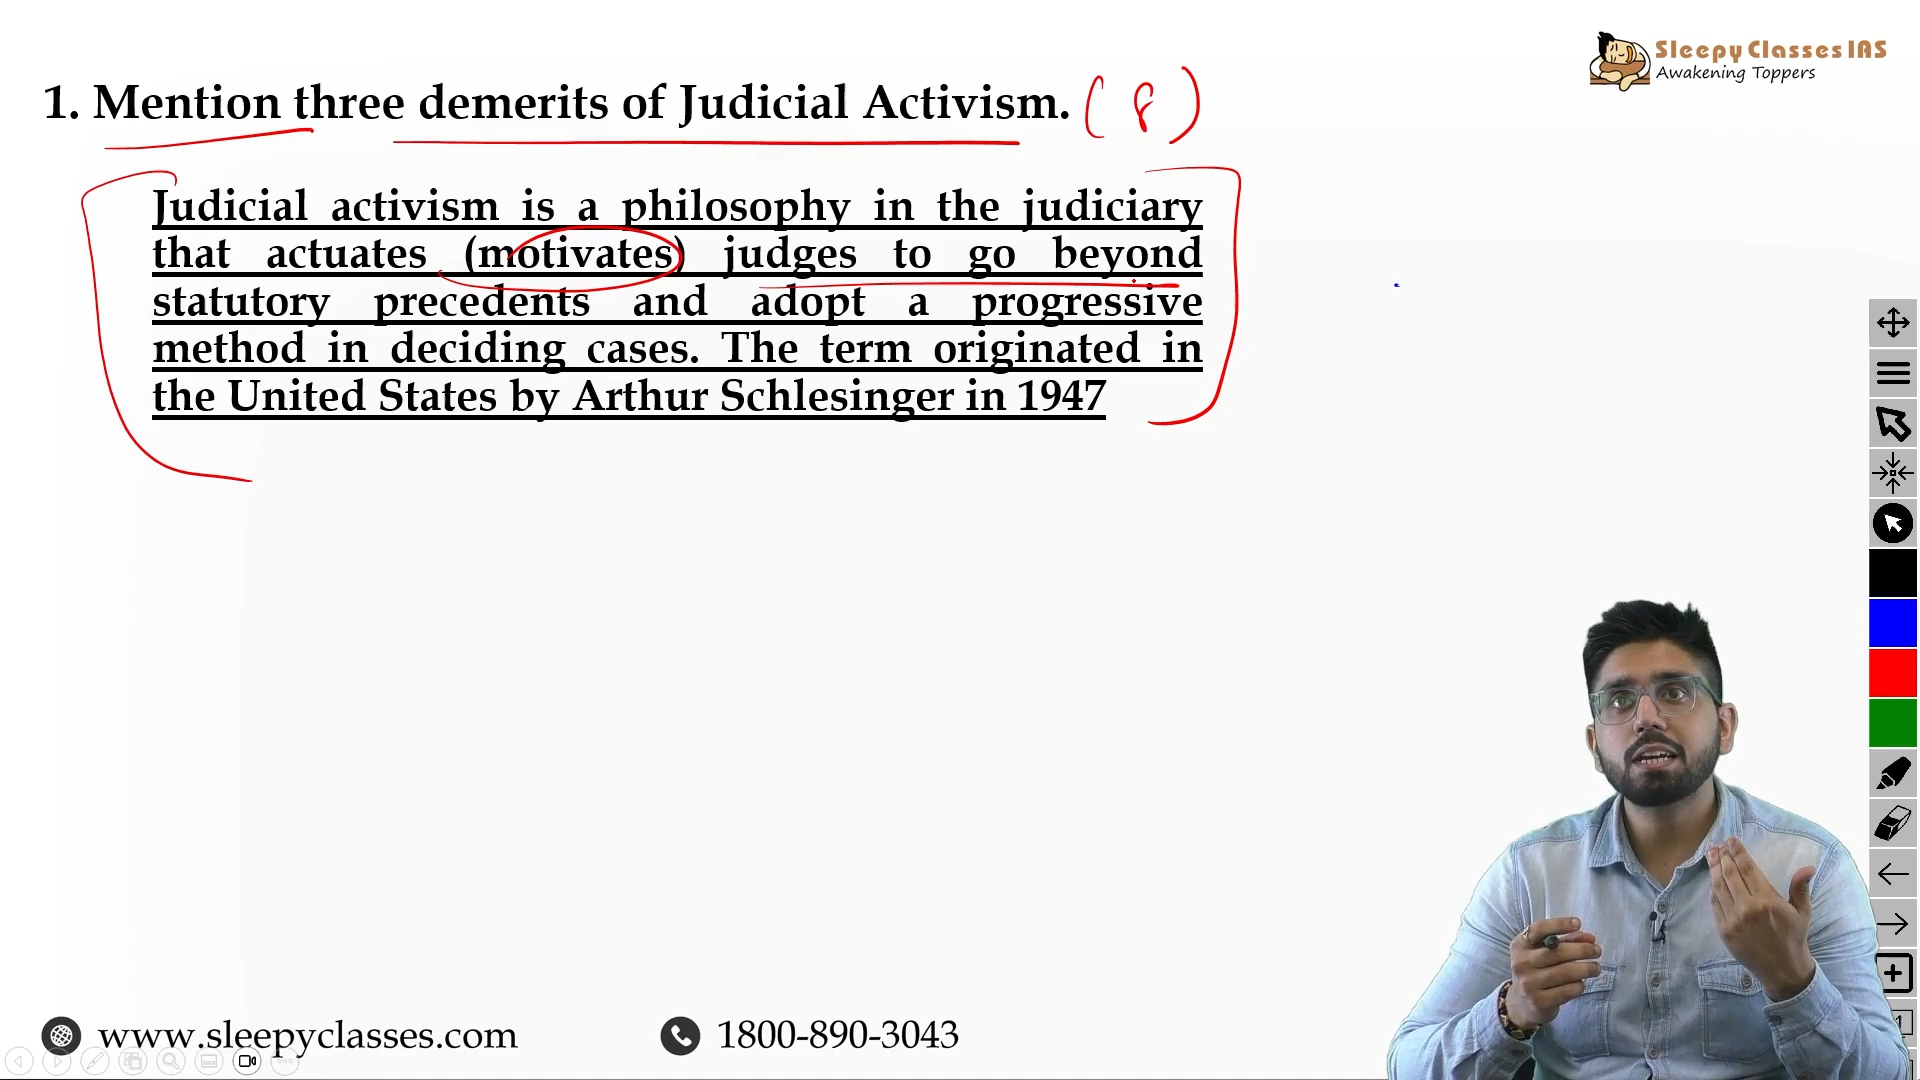 Sleepy Classes IAS
Awakening Toppers
1. Mention three demerits of Judicial Activism. (8)
Judicial activism is a philosophy in the judiciary
that actuates (motivates) judges to go beyond
statutory precedents and adopt a progressive
method in deciding cases. The term originated in
the United States by Arthur Schlesinger in 1947
www.sleepyclasses.com
1800-890-3043